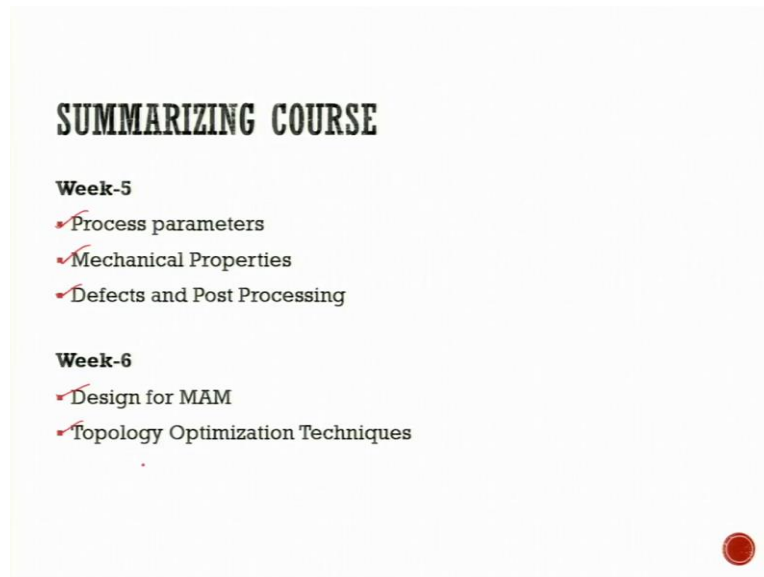 SUMMARIZING COURSE
Week-5
Process parameters
Mechanical Properties
Defects and Post Processing
Week-6
Design for MAM
Topology Optimization Techniques